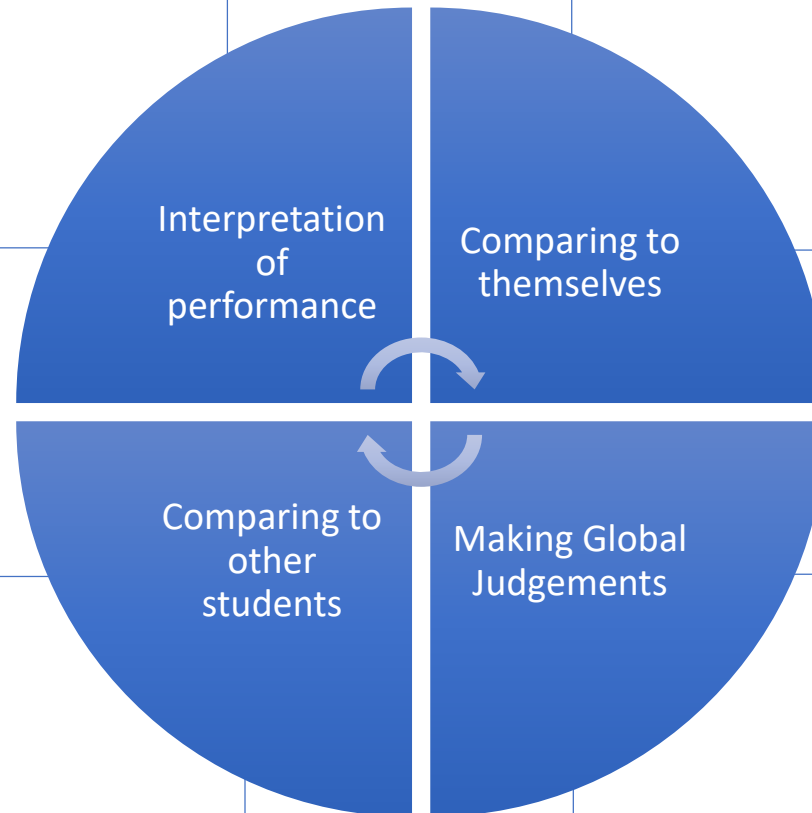 Interpretation
of
performance
Comparing to
themselves
Comparing to
other
students
Making Global
Judgements